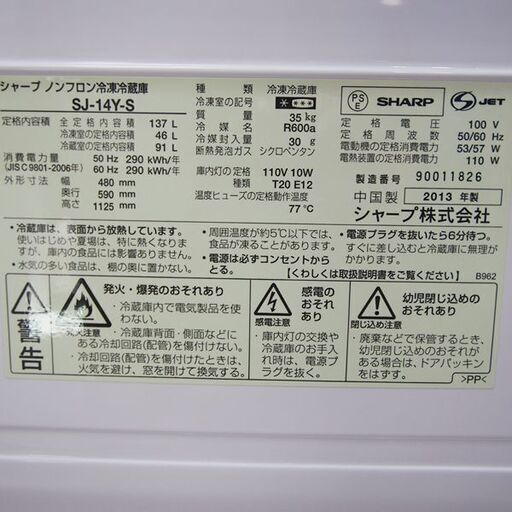 シャープ ノンフロン冷凍冷蔵庫
SJ-14Y-S
定格内容積 全定格内容積 137 L
冷凍室の定格内容積 46 L
冷蔵室の定格内容積 91 L
消費電力量 50 Hz 290 kWh/年
(JIS C 9801-2006年) 60 Hz 290 kWh/年
外形寸法 幅 480 mm
奥行 590 mm
高さ 1125 mm
種類 冷凍冷蔵庫
冷凍室の記号
質量 35 kg
冷媒名 R600a
冷媒封入量 30 g
断熱発泡ガス シクロペンタン
庫内灯の定格 110V 10W
T20 E12
温度ヒューズの定格動作温度
77℃
PS
E
SHARP
JET
定格電圧 100 V
定格周波数 50/60 Hz
電動機の定格消費電力 53/57 W
電熱装置の定格消費電力 110 W
製造番号 90011826
中国製 2013 年製
シャープ株式会社
・冷蔵庫は、表面から放熱しています。
使いはじめや夏場は、特に熱く感じますが、庫内の食品には影響ありません。
・水気の多い食品は、棚の奥に置かない。
・周囲温度が約5℃以下では、食品が凍ることがあります。
・電源は必ずコンセントからとる。
・電源プラグを抜いたら6分待つ。
すぐに差し込むと冷蔵庫に無理がかかります。
【くわしくは取扱説明書をご覧ください】
B962
警告
発火・爆発のおそれあり
発火注意
・冷蔵庫内で電気製品を使わない。
・冷蔵庫背面・側面などにある冷却回路(配管)を傷付けない。
・冷却回路(配管)を傷付けたときは、火気を避け、窓を開けて換気する。
感電のおそれあり
感電注意
・庫内灯の交換や冷蔵庫のお手入れ時は、電源プラグを抜く。
幼児閉じ込めのおそれあり
閉じ込め注意
・廃棄などで保管するとき、幼児閉じ込めのおそれがある場合は、ドアパッキンをはずす。
>PP<